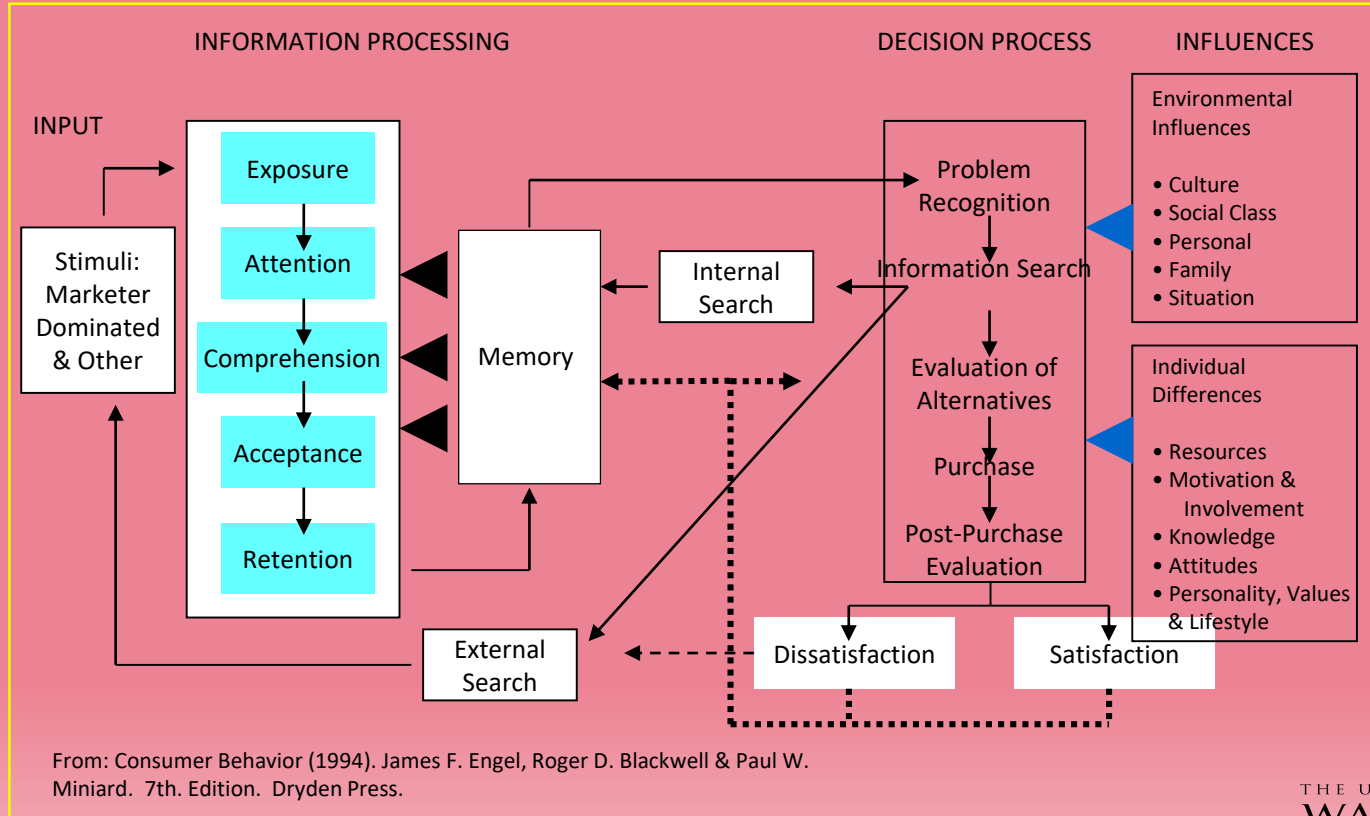 INFORMATION PROCESSING
DECISION PROCESS
INFLUENCES
INPUT
Stimuli:
Marketer
Dominated
& Other
Exposure
Attention
Comprehension
Acceptance
Retention
Memory
Internal
Search
External
Search
Problem
Recognition
Information Search
Evaluation of
Alternatives
Purchase
Post-Purchase
Evaluation
Dissatisfaction
Satisfaction
Environmental
Influences
• Culture
• Social Class
• Personal
• Family
• Situation
Individual
Differences
• Resources
• Motivation &
Involvement
• Knowledge
• Attitudes
• Personality, Values
& Lifestyle
From: Consumer Behavior (1994). James F. Engel, Roger D. Blackwell & Paul W.
Miniard. 7th. Edition. Dryden Press.
THE U